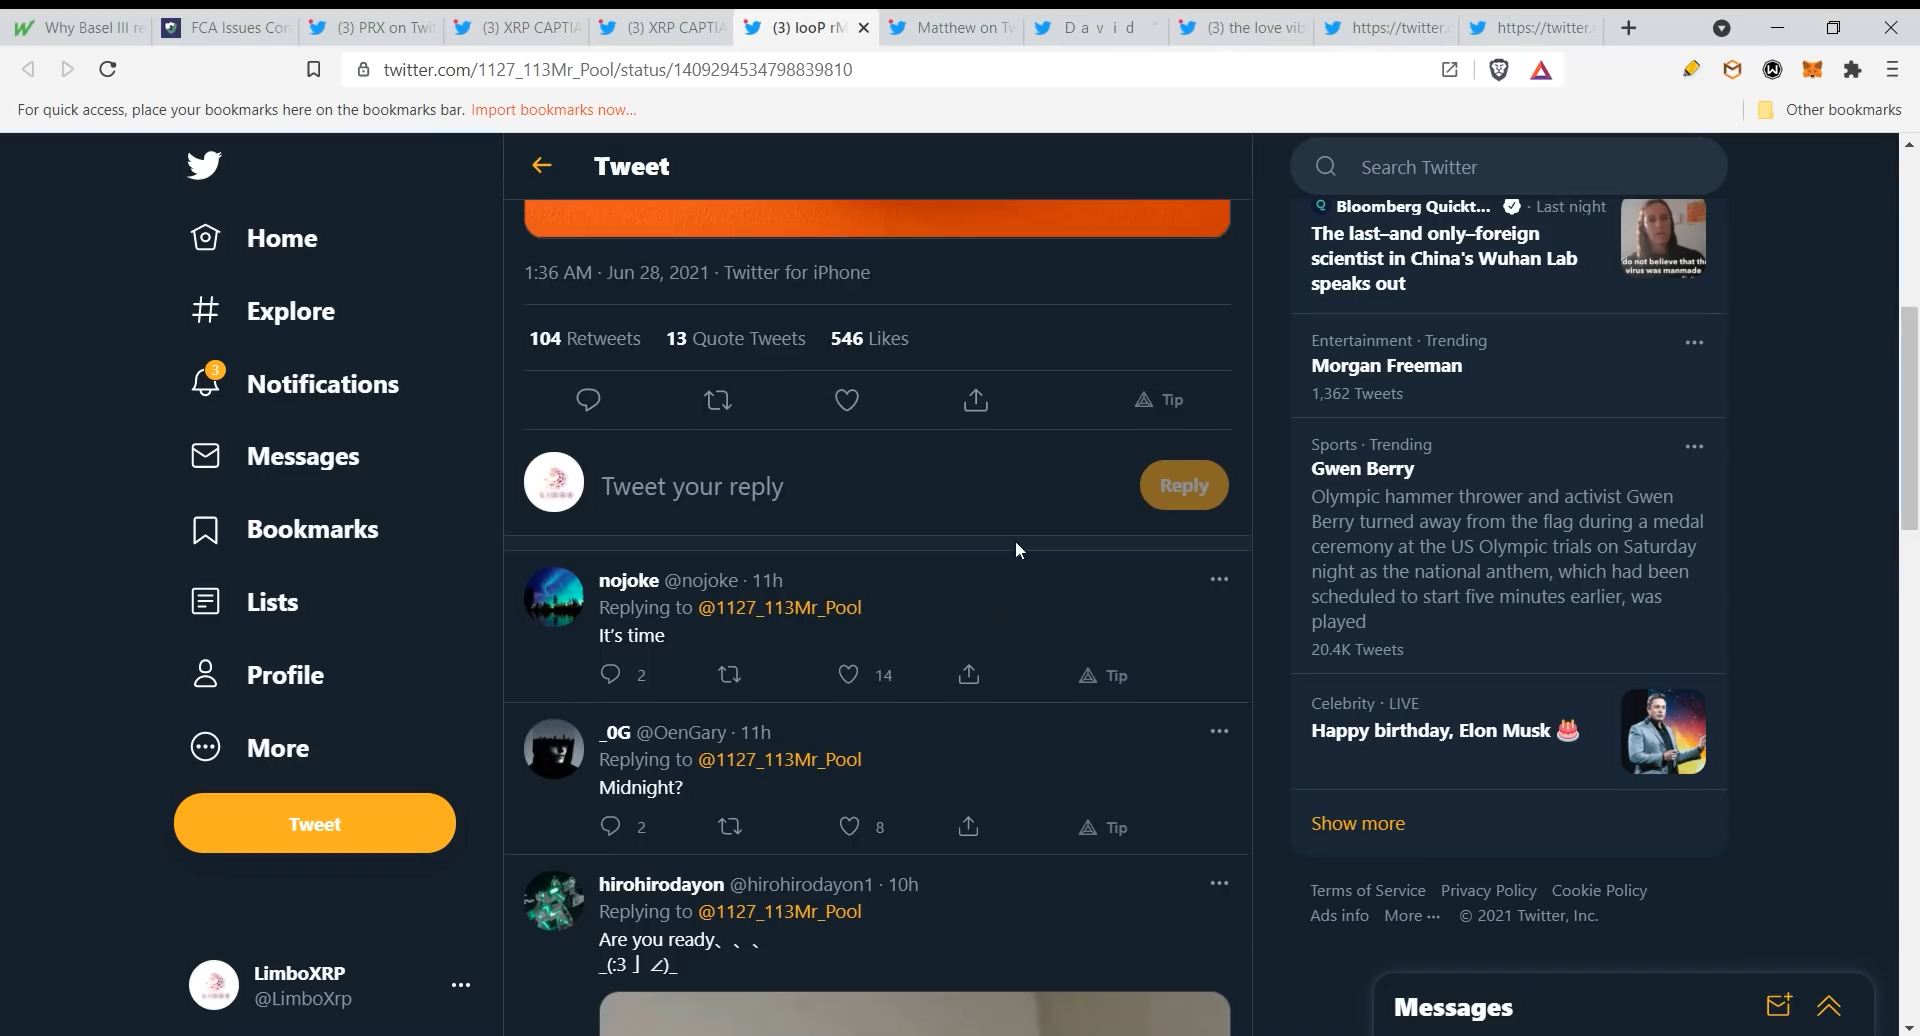 Why Basel III re
FCA Issues Con
(3) PRX on Twit
(3) XRP CAPTIA
(3) XRP CAPTIA
(3) looP rM
Matthew on Tw
D a v i d
(3) the love vib
https://twitter.
https://twitter.
twitter.com/1127_113Mr_Pool/status/1409294534798839810
For quick access, place your bookmarks here on the bookmarks bar. Import bookmarks now...
Other bookmarks
Home
Explore
3
Notifications
Messages
Bookmarks
Lists
Profile
More
Tweet
LimboXRP
@LimboXrp
Tweet
1:36 AM · Jun 28, 2021 · Twitter for iPhone
104 Retweets 13 Quote Tweets 546 Likes
Tip
Tweet your reply
Reply
nojoke @nojoke · 11h
Replying to @1127_113Mr_Pool
It's time
2 14 Tip
_0G @OenGary · 11h
Replying to @1127_113Mr_Pool
Midnight?
2 8 Tip
hirohirodayon @hirohirodayon1 · 10h
Replying to @1127_113Mr_Pool
Are you ready、、、
_(:3 」∠)_
Search Twitter
Bloomberg Quickt... · Last night
The last–and only–foreign
scientist in China's Wuhan Lab
speaks out
do not believe that th
virus was manmade
Entertainment · Trending
Morgan Freeman
1,362 Tweets
Sports · Trending
Gwen Berry
Olympic hammer thrower and activist Gwen
Berry turned away from the flag during a medal
ceremony at the US Olympic trials on Saturday
night as the national anthem, which had been
scheduled to start five minutes earlier, was
played
20.4K Tweets
Celebrity · LIVE
Happy birthday, Elon Musk 🎂
Show more
Terms of Service Privacy Policy Cookie Policy
Ads info More ··· © 2021 Twitter, Inc.
Messages